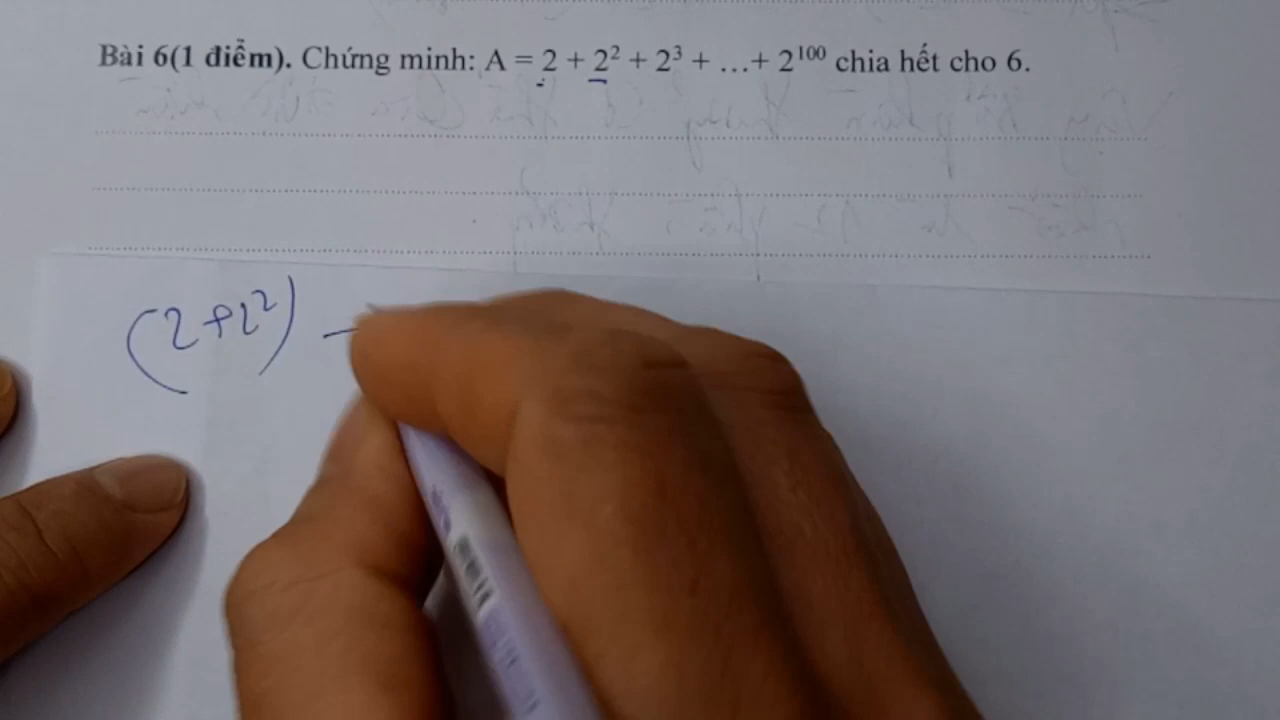 Bài 6(1 điểm). Chứng minh: A = 2 + 2² + 2³ + ...+ 2¹⁰⁰ chia hết cho 6.
(2+2²)